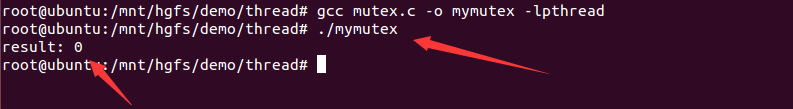 root@ubuntu:/mnt/hgfs/demo/thread# gcc mutex.c -o mymutex -lpthread
root@ubuntu:/mnt/hgfs/demo/thread# ./mymutex
result: 0
root@ubuntu:/mnt/hgfs/demo/thread#